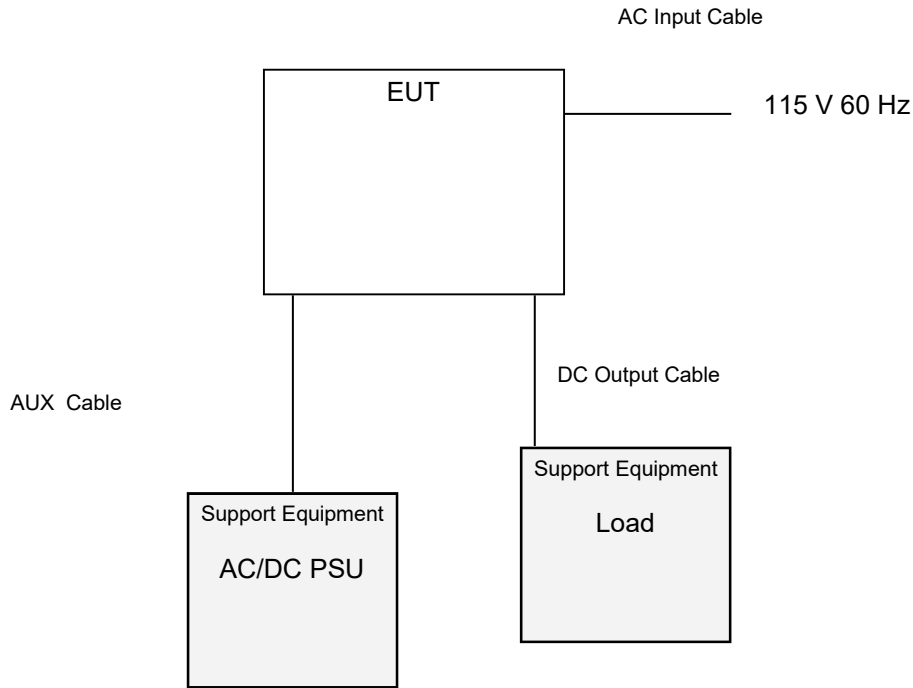 AC Input Cable
EUT
115 V 60 Hz
DC Output Cable
AUX  Cable
Support Equipment
Load
Support Equipment
AC/DC PSU